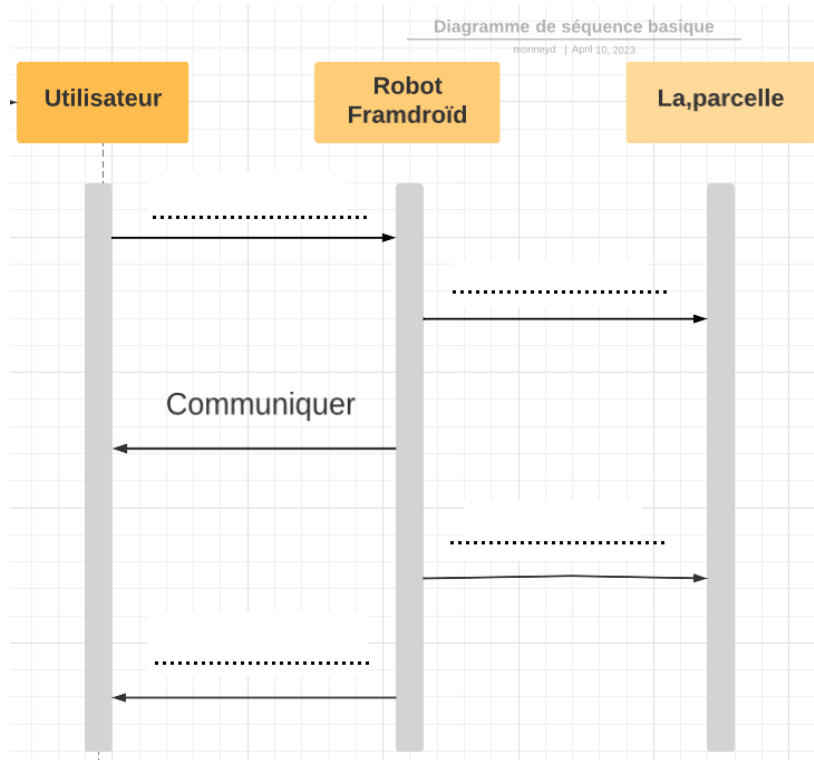 Diagramme de séquence basique
monneyd | April 10, 2023
Utilisateur
Robot
Framdroïd
La,parcelle
Communiquer